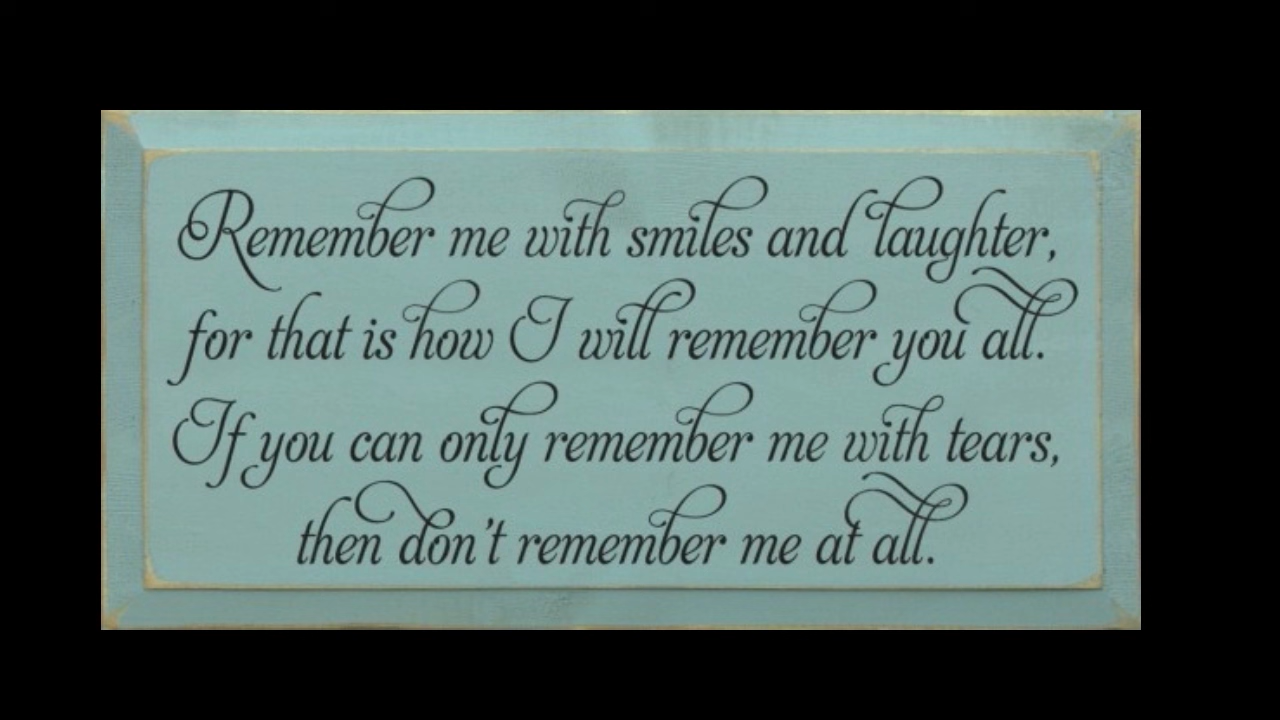 Remember me with smiles and laughter,
for that is how I will remember you all.
If you can only remember me with tears,
then don't remember me at all.